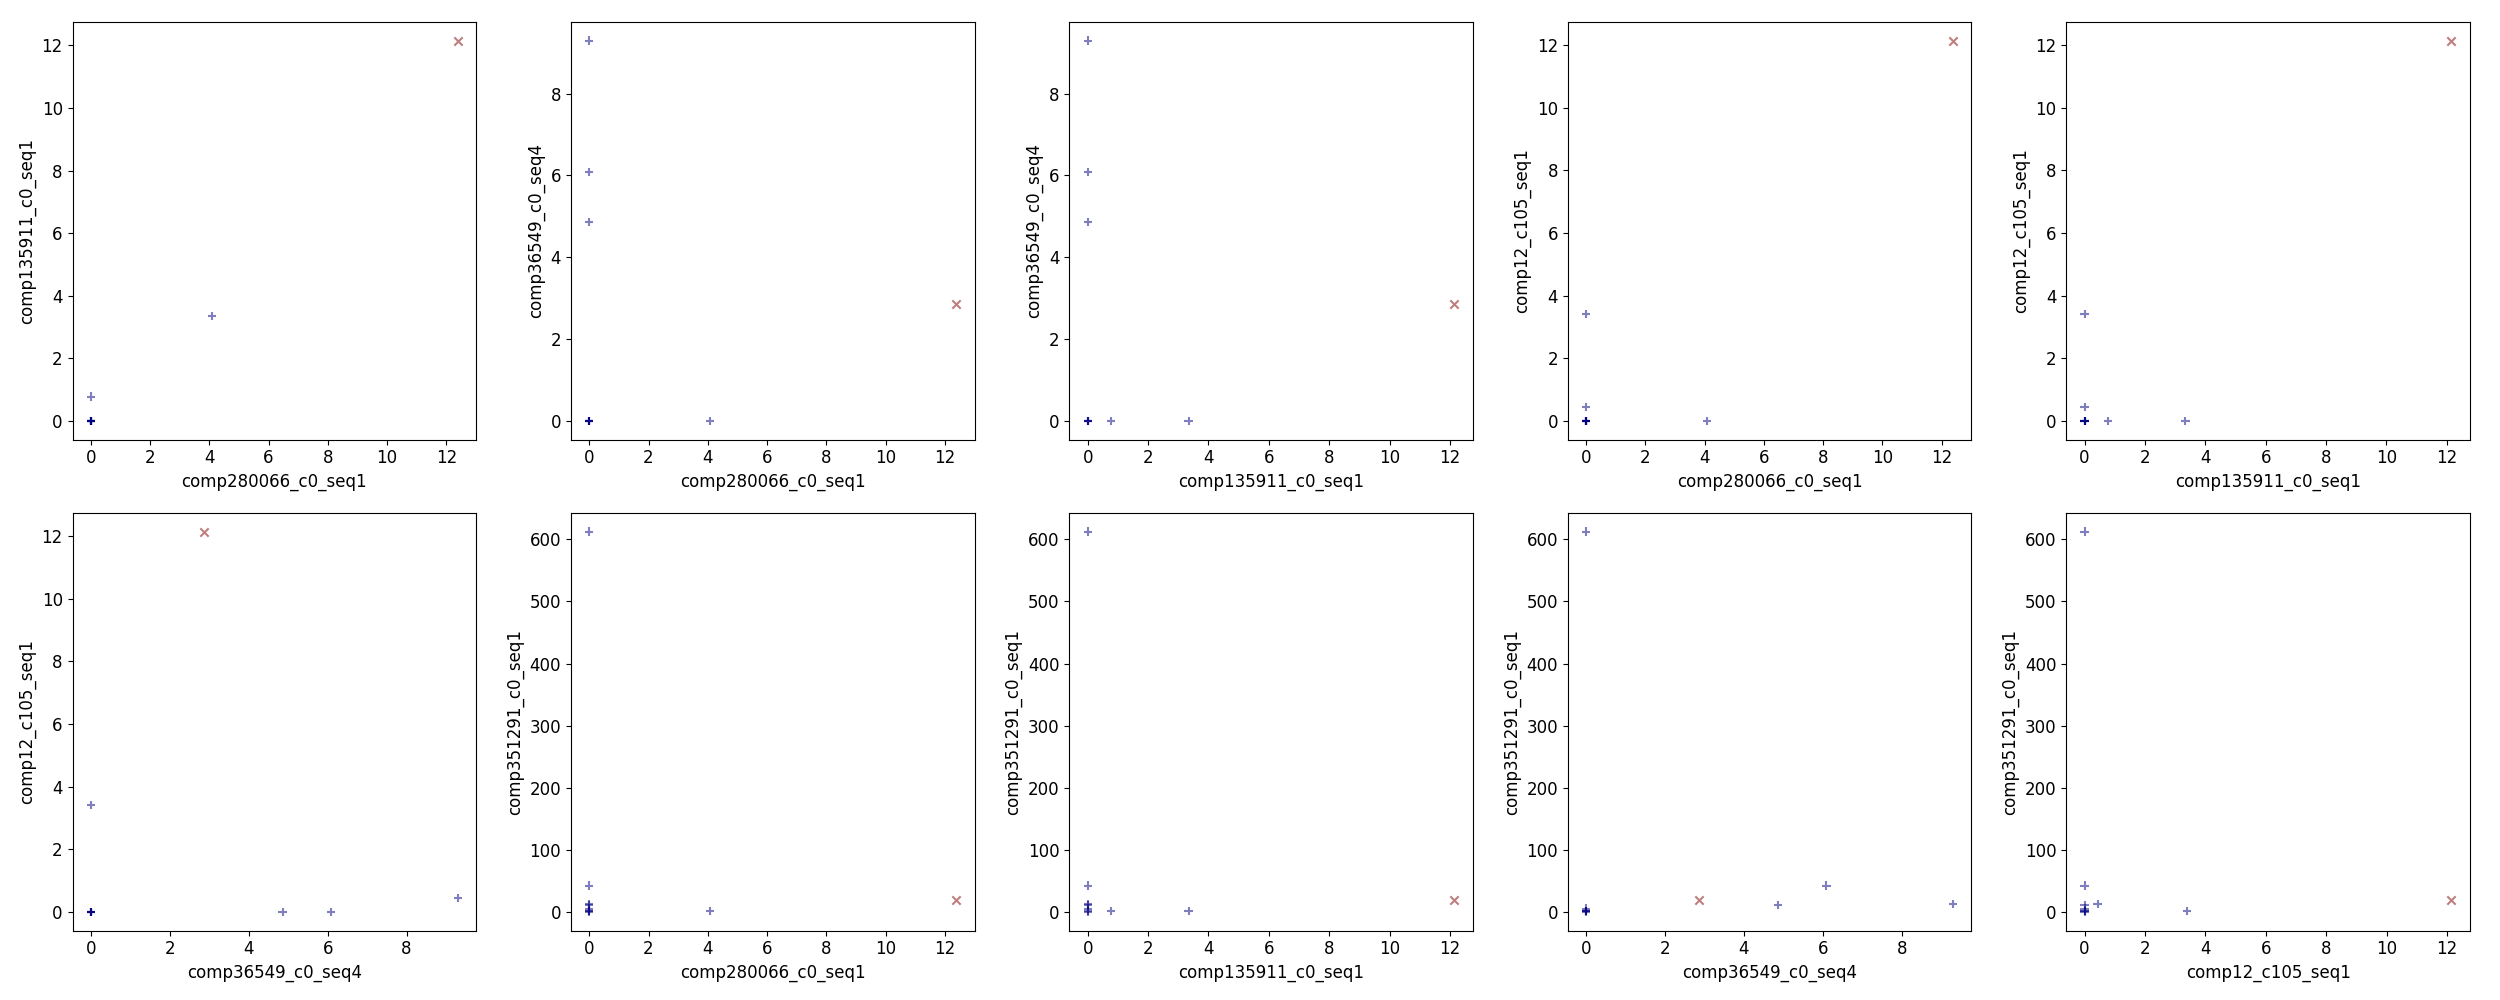 comp135911_c0_seq1
0 2 4 6 8 10 12
0 2 4 6 8 10 12
comp280066_c0_seq1
comp36549_c0_seq4
0 2 4 6 8
0 2 4 6 8 10 12
comp280066_c0_seq1
comp36549_c0_seq4
0 2 4 6 8
0 2 4 6 8 10 12
comp135911_c0_seq1
comp12_c105_seq1
0 2 4 6 8 10 12
0 2 4 6 8 10 12
comp280066_c0_seq1
comp12_c105_seq1
0 2 4 6 8 10 12
0 2 4 6 8 10 12
comp135911_c0_seq1
comp12_c105_seq1
0 2 4 6 8 10 12
0 2 4 6 8
comp36549_c0_seq4
comp351291_c0_seq1
0 100 200 300 400 500 600
0 2 4 6 8 10 12
comp280066_c0_seq1
comp351291_c0_seq1
0 100 200 300 400 500 600
0 2 4 6 8 10 12
comp135911_c0_seq1
comp351291_c0_seq1
0 100 200 300 400 500 600
0 2 4 6 8
comp36549_c0_seq4
comp351291_c0_seq1
0 100 200 300 400 500 600
0 2 4 6 8 10 12
comp12_c105_seq1